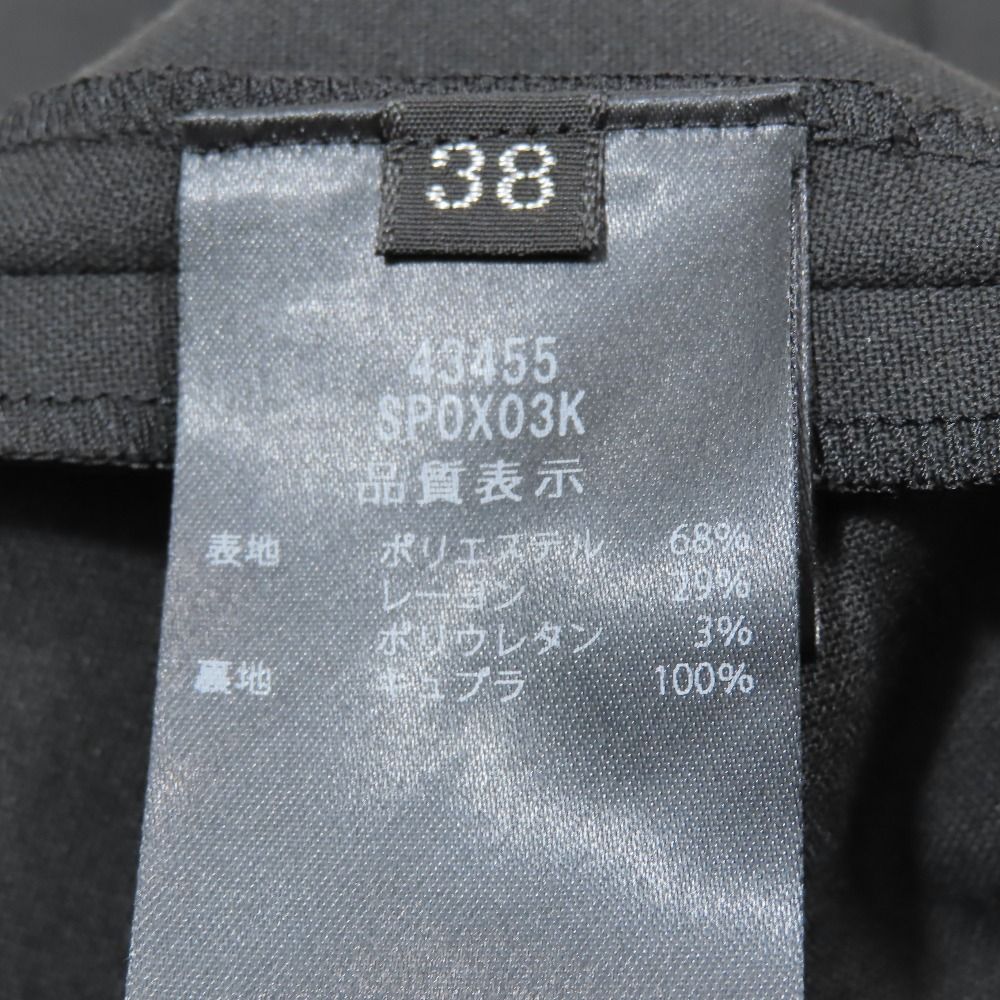 38
43455
SP0X03K
品質表示
表地 ポリエステル 68%
レーヨン 29%
ポリウレタン 3%
裏地 キュプラ 100%